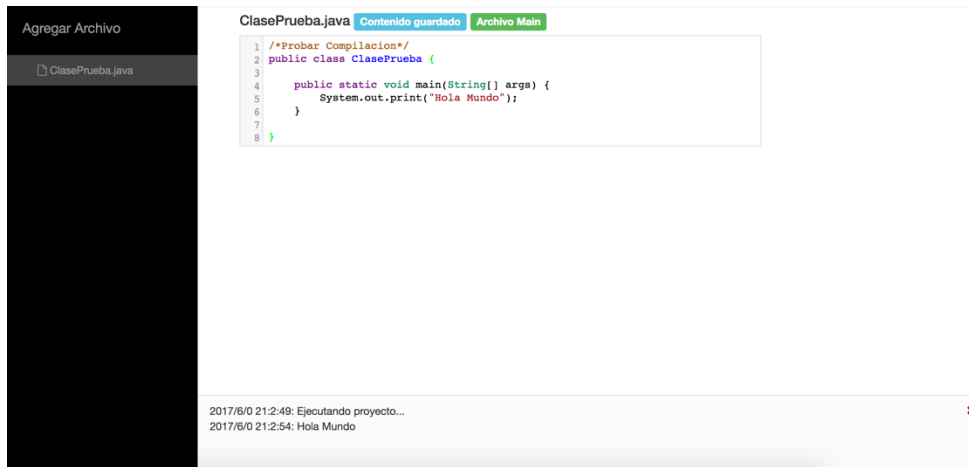 Agregar Archivo
ClasePrueba.java
ClasePrueba.java Contenido guardado Archivo Main
1 /*Probar Compilacion*/
2 public class ClasePrueba {
3
4 public static void main(String[] args) {
5 System.out.print("Hola Mundo");
6 }
7
8 }
2017/6/0 21:2:49: Ejecutando proyecto...
2017/6/0 21:2:54: Hola Mundo